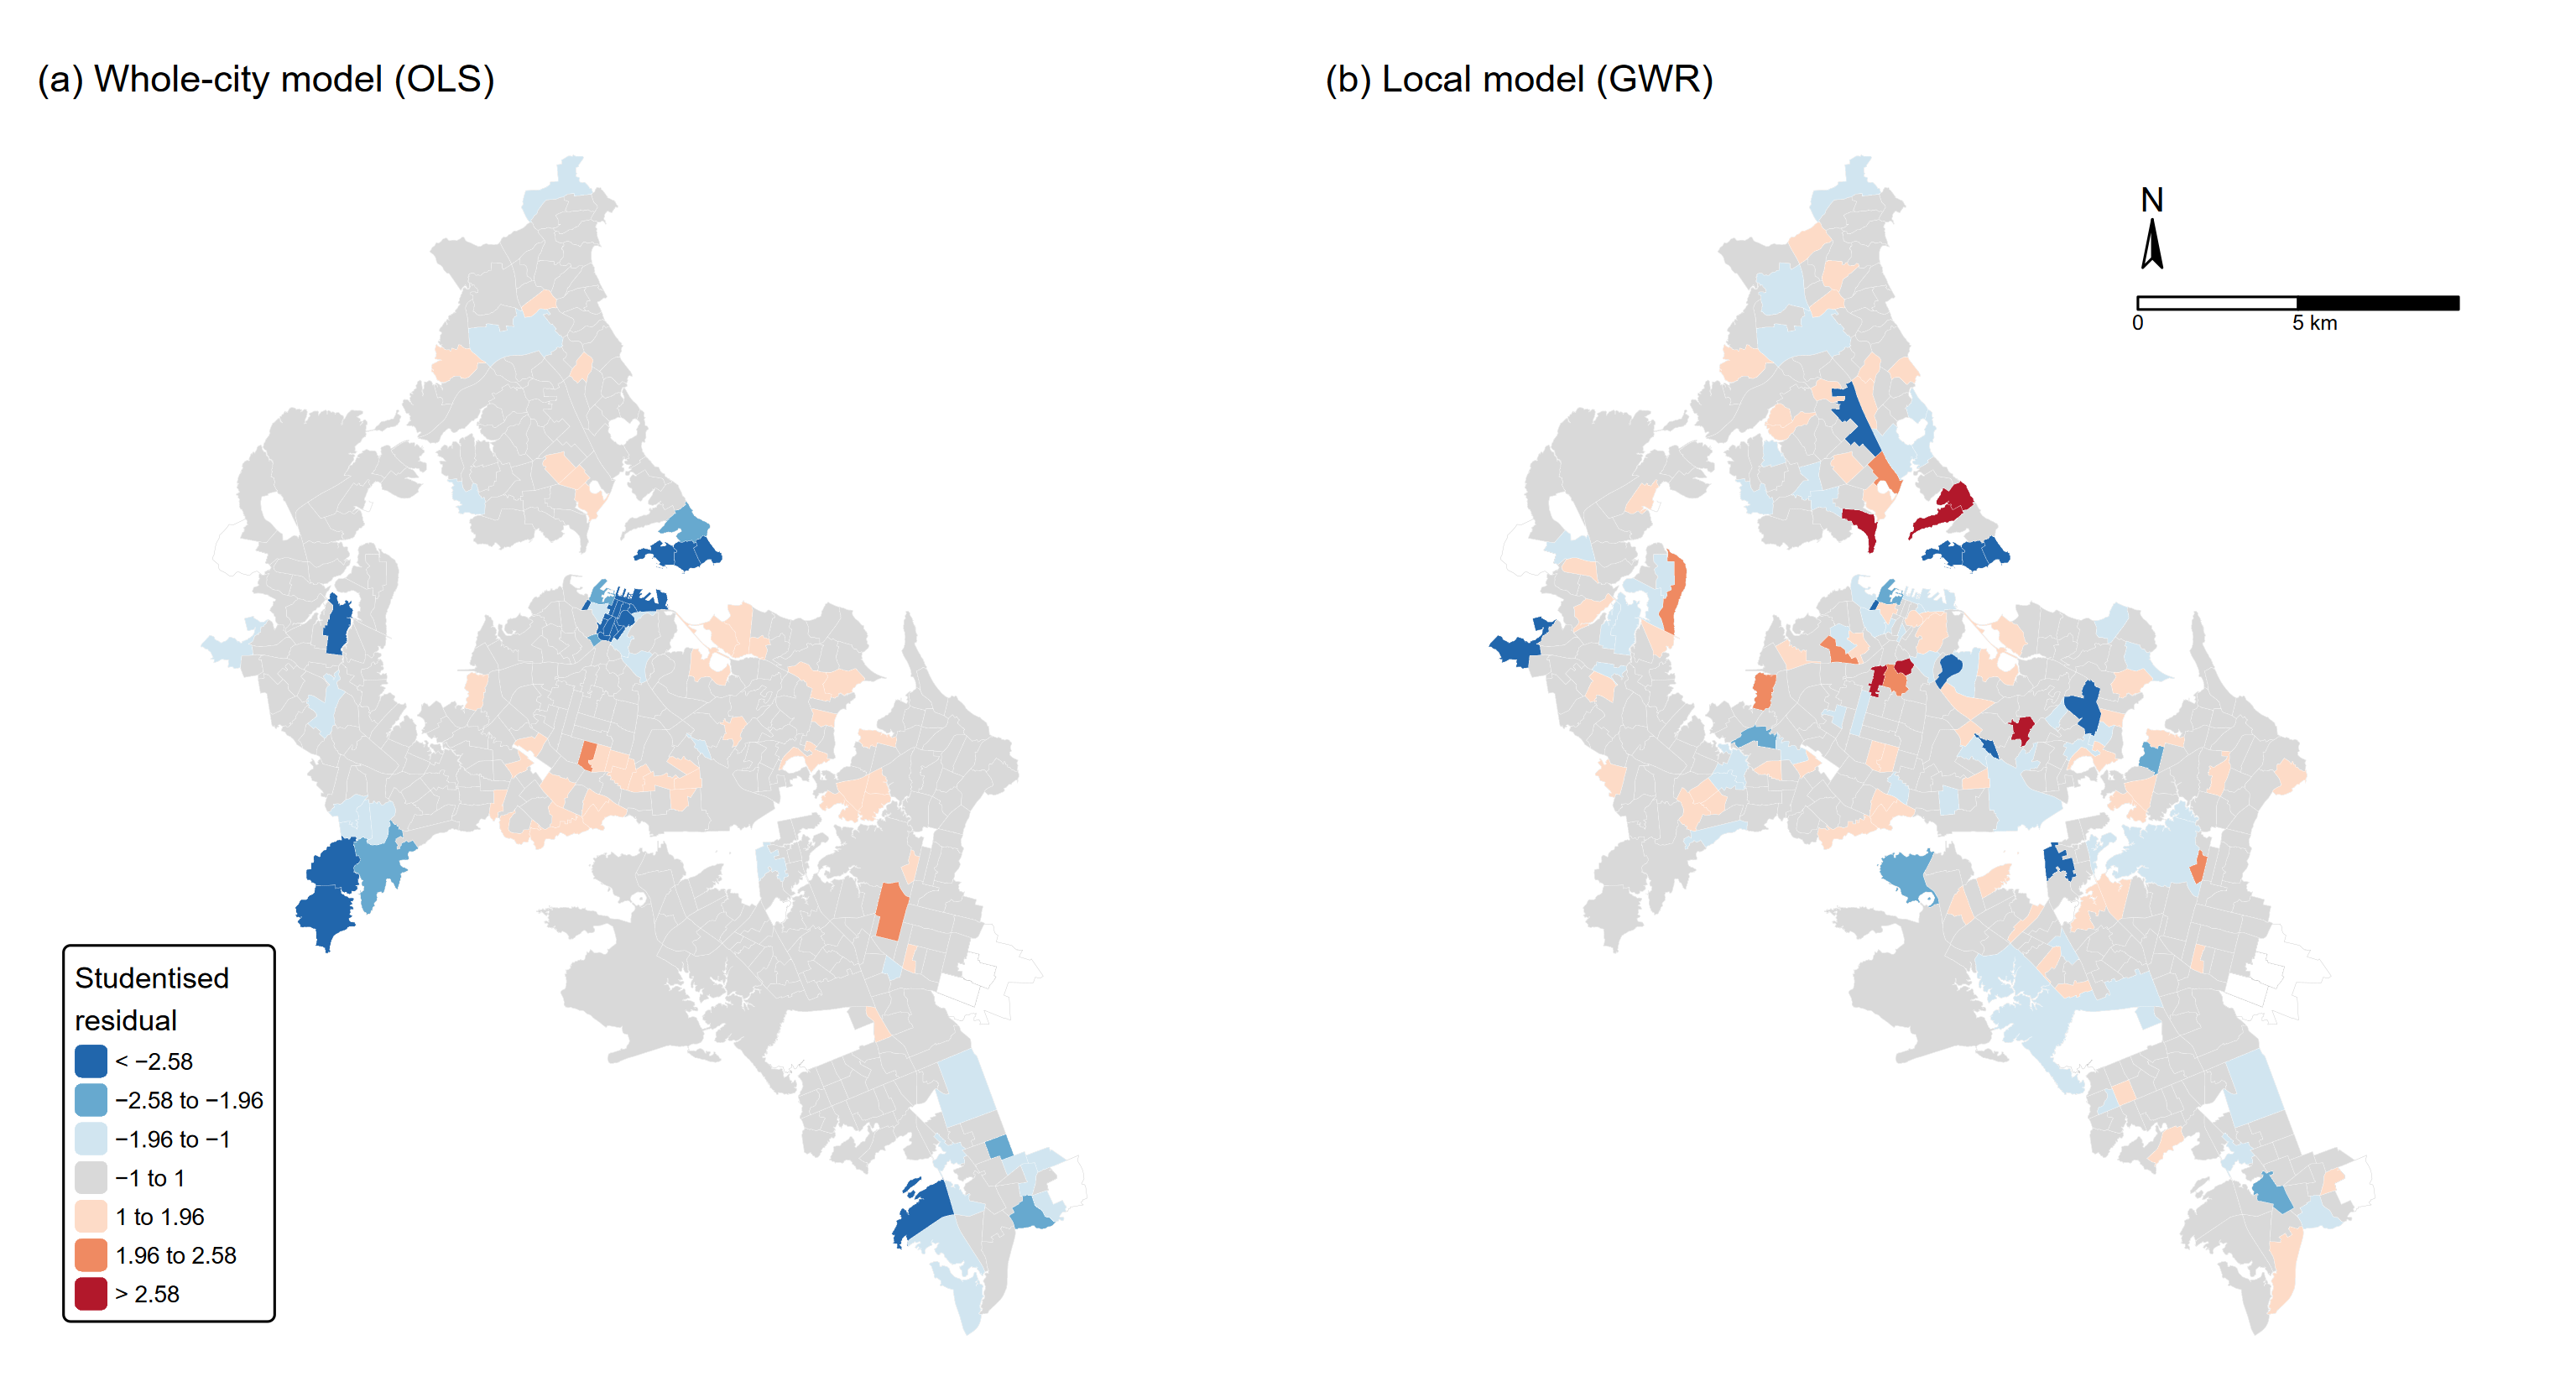 (a) Whole-city model (OLS)
(b) Local model (GWR)
N
0 5 km
Studentised
residual
< −2.58
−2.58 to −1.96
−1.96 to −1
−1 to 1
1 to 1.96
1.96 to 2.58
> 2.58